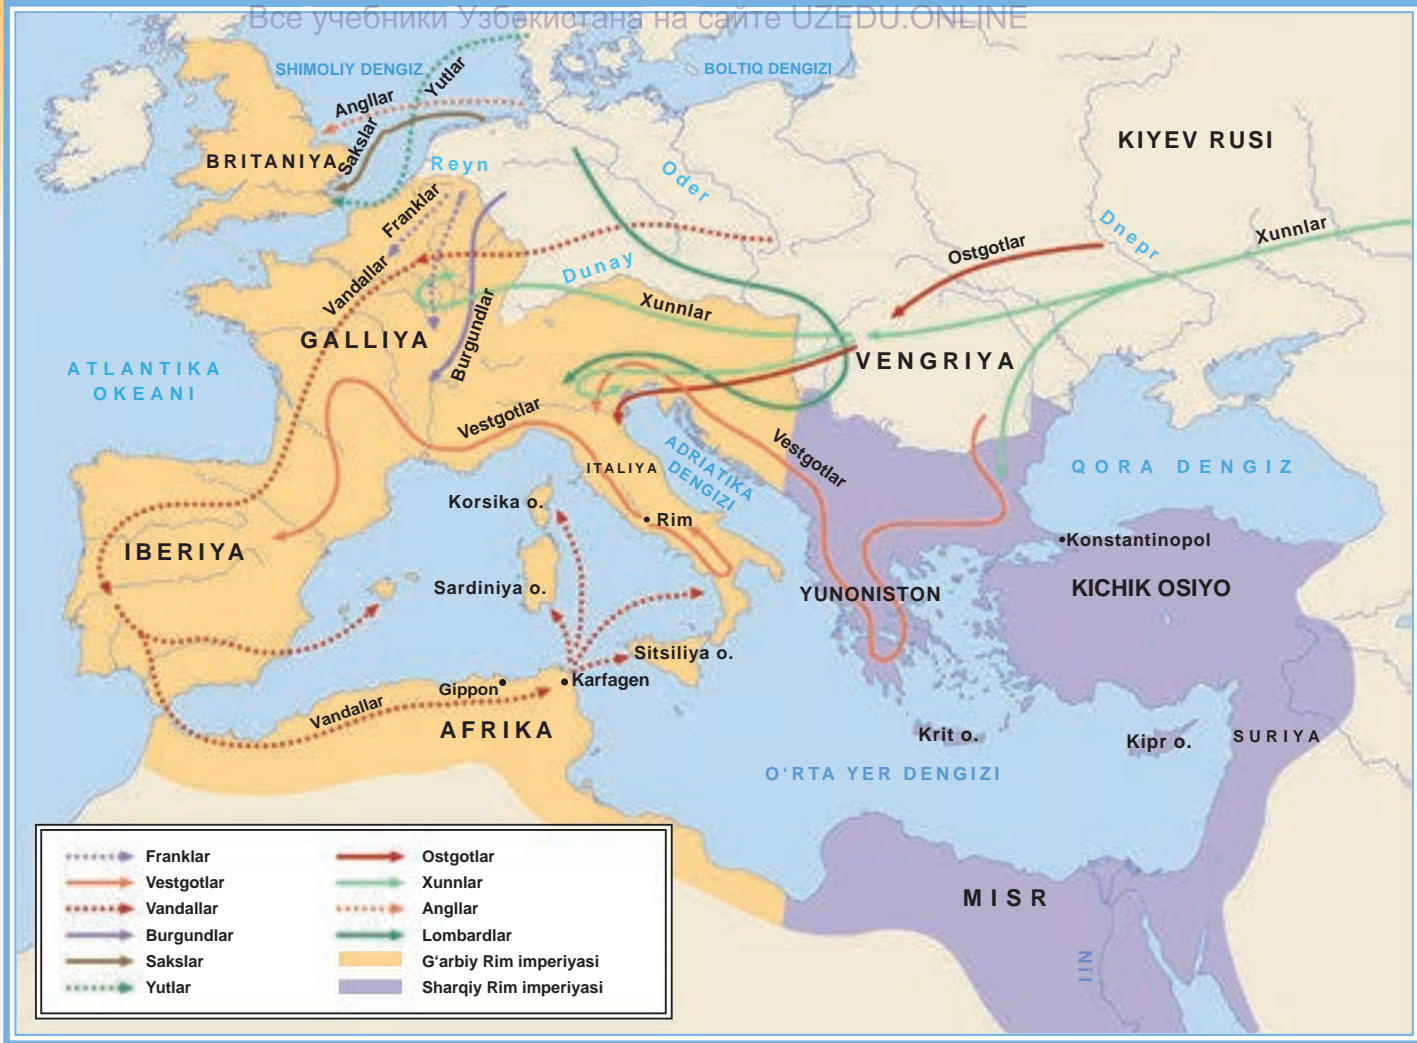 Все учебники Узбекистана на сайте UZEDU.ONLINE
SHIMOLIY DENGIZ
BOLTIQ DENGIZI
Yutlar
Angllar
Sakslar
BRITANIYA
Reyn
Oder
KIYEV RUSI
Franklar
Dnepr
Xunnlar
Ostgotlar
Dunay
Vandallar
Xunnlar
GALLIYA
Burgundlar
VENGRIYA
ATLANTIKA
OKEANI
Vestgotlar
Vestgotlar
ITALIYA
ADRIATIKA
DENGIZI
QORA DENGIZ
Korsika o.
Rim
IBERIYA
Konstantinopol
Sardiniya o.
YUNONISTON
KICHIK OSIYO
Sitsiliya o.
Gippon
Karfagen
Vandallar
AFRIKA
Krit o.
Kipr o.
SURIYA
O‘RTA YER DENGIZI
MISR
Nil
Franklar
Vestgotlar
Vandallar
Burgundlar
Sakslar
Yutlar
Ostgotlar
Xunnlar
Angllar
Lombardlar
G‘arbiy Rim imperiyasi
Sharqiy Rim imperiyasi